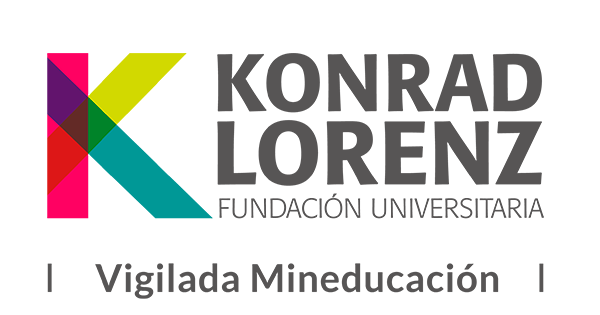 KONRAD
LORENZ
FUNDACIÓN UNIVERSITARIA
| Vigilada Mineducación |